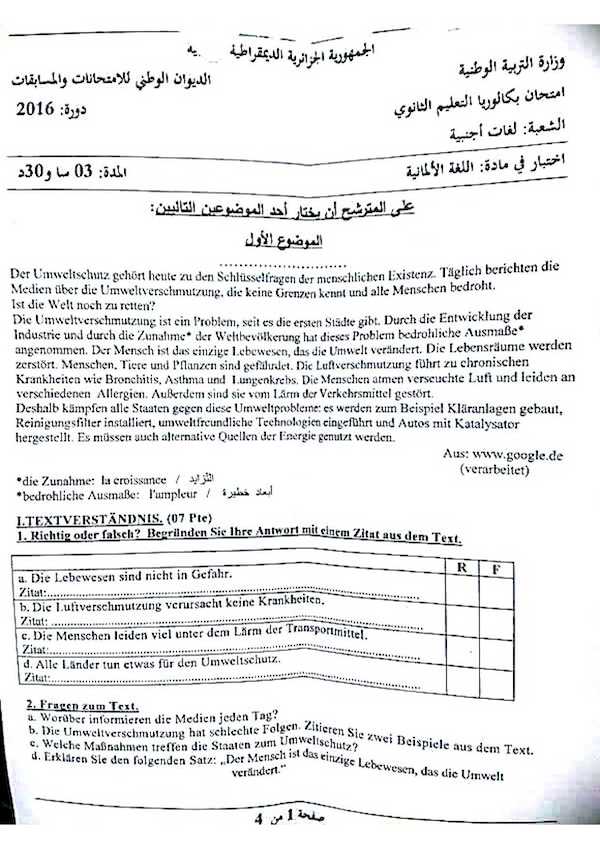 الجمهورية الجزائرية الديمقراطية يه
وزارة التربية الوطنية
الديوان الوطني للامتحانات والمسابقات
امتحان بكالوريا التعليم الثانوي
دورة: 2016
الشعبة: لغات أجنبية
اختبار في مادة: اللغة الألمانية
المدة: 03 سا و30د
على المترشح أن يختار أحد الموضوعين التاليين:
الموضوع الأول
Der Umweltschutz gehört heute zu den Schlüsselfragen der menschlichen Existenz. Täglich berichten die
Medien über die Umweltverschmutzung, die keine Grenzen kennt und alle Menschen bedroht.
Ist die Welt noch zu retten?
Die Umweltverschmutzung ist ein Problem, seit es die ersten Städte gibt. Durch die Entwicklung der
Industrie und durch die Zunahme* der Weltbevölkerung hat dieses Problem bedrohliche Ausmaße*
angenommen. Der Mensch ist das einzige Lebewesen, das die Umwelt verändert. Die Lebensräume werden
zerstört. Menschen, Tiere und Pflanzen sind gefährdet. Die Luftverschmutzung führt zu chronischen
Krankheiten wie Bronchitis, Asthma und Lungenkrebs. Die Menschen atmen verseuchte Luft und leiden an
verschiedenen Allergien. Außerdem sind sie vom Lärm der Verkehrsmittel gestört.
Deshalb kämpfen alle Staaten gegen diese Umweltprobleme: es werden zum Beispiel Kläranlagen gebaut,
Reinigungsfilter installiert, umweltfreundliche Technologien eingeführt und Autos mit Katalysator
hergestellt. Es müssen auch alternative Quellen der Energie genutzt werden.
Aus: www.google.de
(verarbeitet)
*die Zunahme: la croissance / التّزايد
*bedrohliche Ausmaße: l'ampleur / أبعاد خطيرة
I.TEXTVERSTÄNDNIS. (07 Pte)
1. Richtig oder falsch? Begründen Sie Ihre Antwort mit einem Zitat aus dem Text.
R F
a. Die Lebewesen sind nicht in Gefahr.
Zitat:..............................................................................
b. Die Luftverschmutzung verursacht keine Krankheiten.
Zitat:..............................................................................
c. Die Menschen leiden viel unter dem Lärm der Transportmittel.
Zitat:..............................................................................
d. Alle Länder tun etwas für den Umweltschutz.
Zitat:..............................................................................
2. Fragen zum Text.
a. Worüber informieren die Medien jeden Tag?
b. Die Umweltverschmutzung hat schlechte Folgen. Zitieren Sie zwei Beispiele aus dem Text.
c. Welche Maßnahmen treffen die Staaten zum Umweltschutz?
d. Erklären Sie den folgenden Satz: „Der Mensch ist das einzige Lebewesen, das die Umwelt
verändert."
صفحة 1 من 4